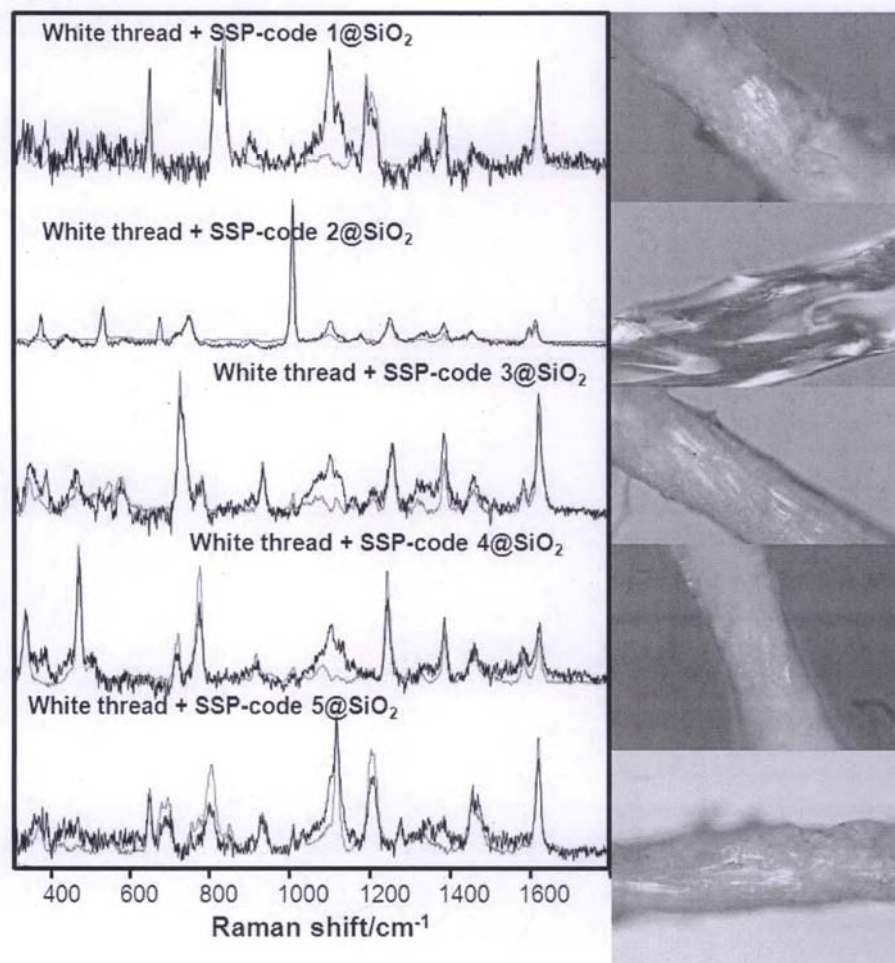 White thread + SSP-code 1@SiO₂
White thread + SSP-code 2@SiO₂
White thread + SSP-code 3@SiO₂
White thread + SSP-code 4@SiO₂
White thread + SSP-code 5@SiO₂
400 600 800 1000 1200 1400 1600
Raman shift/cm⁻¹